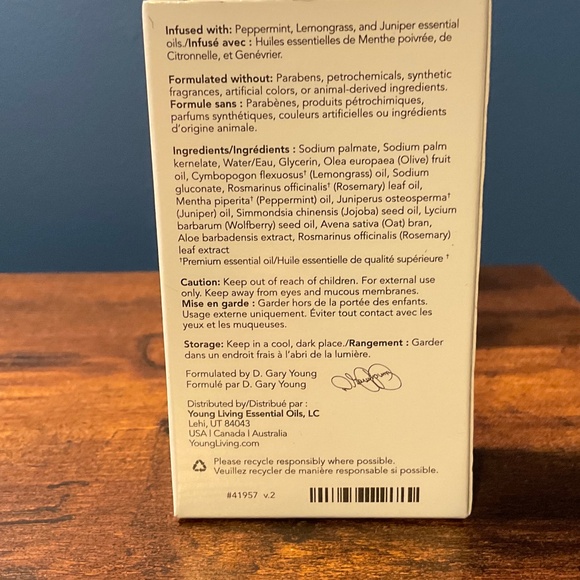 Infused with: Peppermint, Lemongrass, and Juniper essential
oils./Infusé avec : Huiles essentielles de Menthe poivrée, de
Citronnelle, et Genévrier.
Formulated without: Parabens, petrochemicals, synthetic
fragrances, artificial colors, or animal-derived ingredients.
Formule sans : Parabènes, produits pétrochimiques,
parfums synthétiques, couleurs artificielles ou ingrédients
d'origine animale.
Ingredients/Ingrédients : Sodium palmate, Sodium palm
kernelate, Water/Eau, Glycerin, Olea europaea (Olive) fruit
oil, Cymbopogon flexuosus† (Lemongrass) oil, Sodium
gluconate, Rosmarinus officinalis† (Rosemary) leaf oil,
Mentha piperita† (Peppermint) oil, Juniperus osteosperma†
(Juniper) oil, Simmondsia chinensis (Jojoba) seed oil, Lycium
barbarum (Wolfberry) seed oil, Avena sativa (Oat) bran,
Aloe barbadensis extract, Rosmarinus officinalis (Rosemary)
leaf extract
†Premium essential oil/Huile essentielle de qualité supérieure †
Caution: Keep out of reach of children. For external use
only. Keep away from eyes and mucous membranes.
Mise en garde : Garder hors de la portée des enfants.
Usage externe uniquement. Éviter tout contact avec les
yeux et les muqueuses.
Storage: Keep in a cool, dark place./Rangement : Garder
dans un endroit frais à l'abri de la lumière.
Formulated by D. Gary Young
Formulé par D. Gary Young
Distributed by/Distribué par :
Young Living Essential Oils, LC
Lehi, UT 84043
USA | Canada | Australia
YoungLiving.com
Please recycle responsibly where possible.
Veuillez recycler de manière responsable si possible.
#41957 v.2